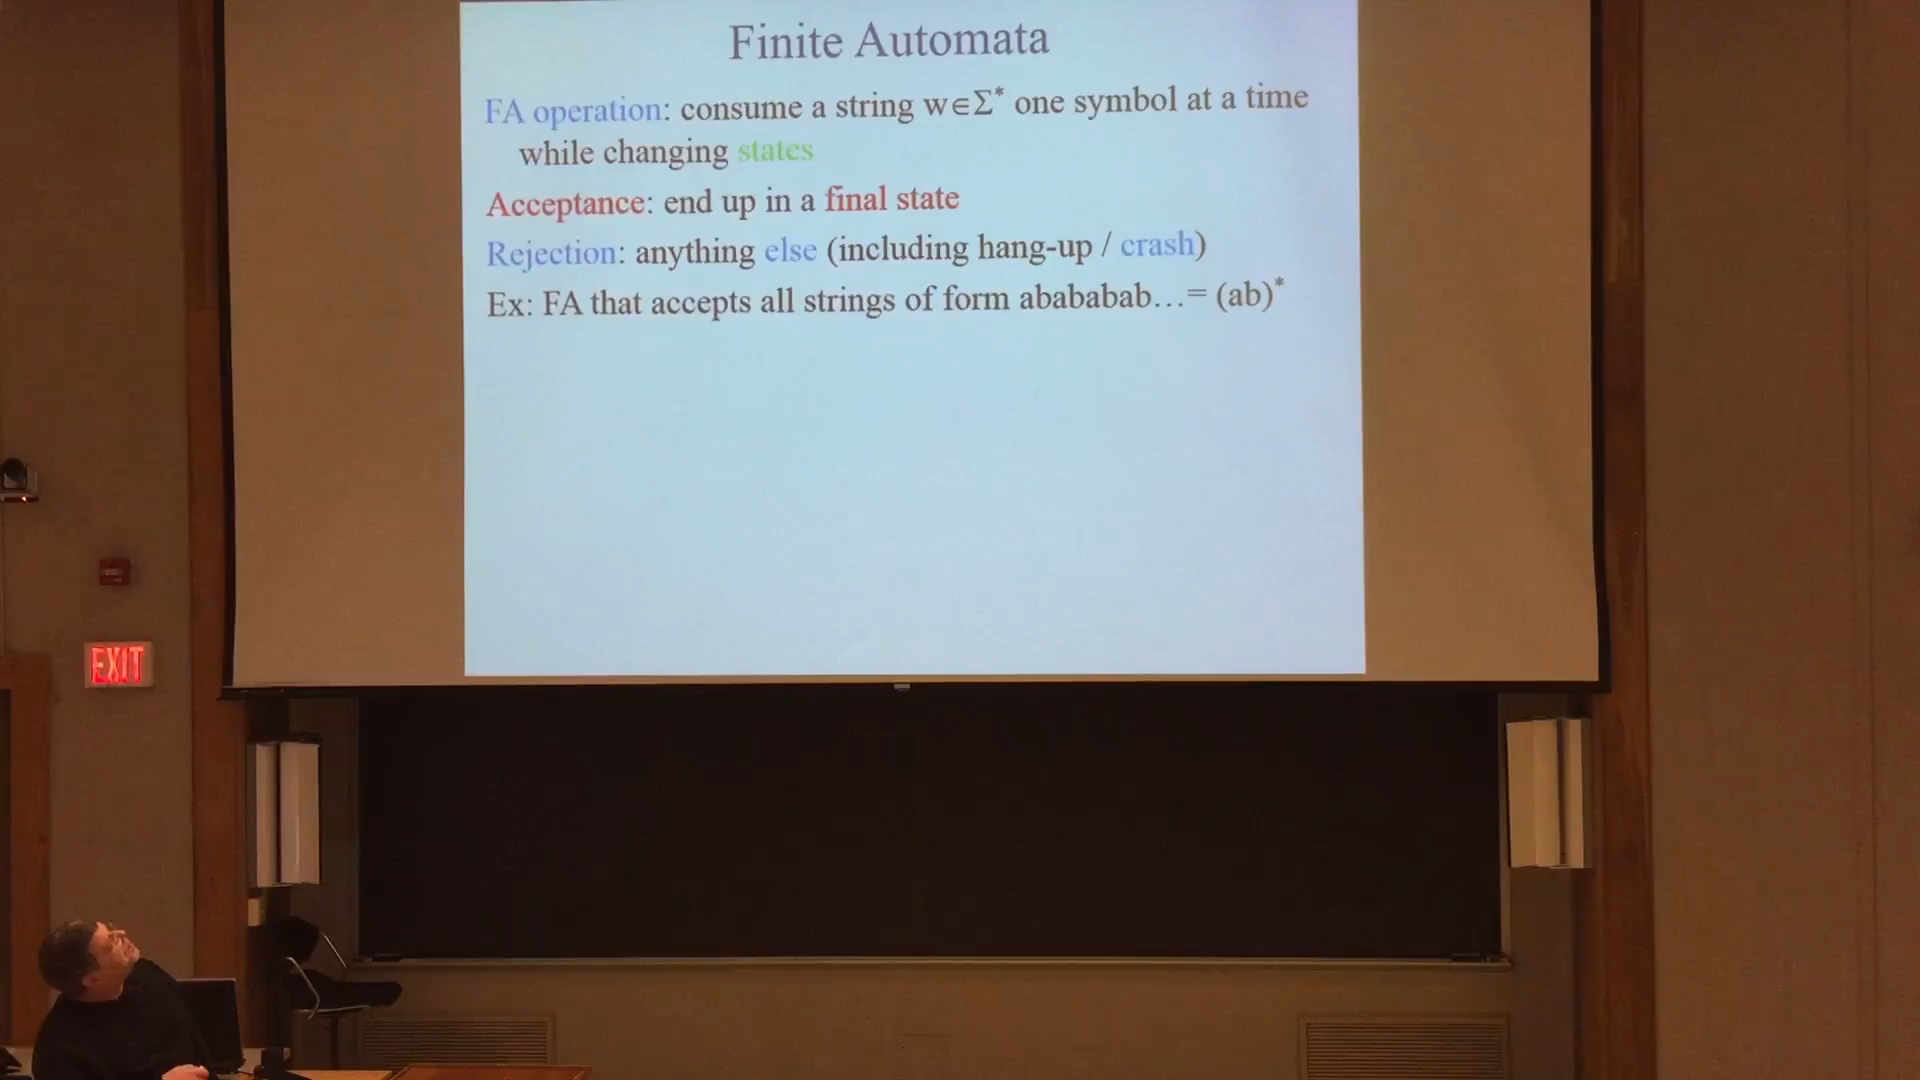 Finite Automata
FA operation: consume a string w∈Σ* one symbol at a time
while changing states
Acceptance: end up in a final state
Rejection: anything else (including hang-up / crash)
Ex: FA that accepts all strings of form abababab…= (ab)*
EXIT